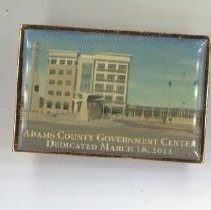 ADAMS COUNTY GOVERNMENT CENTER
DEDICATED MARCH 16, 2011